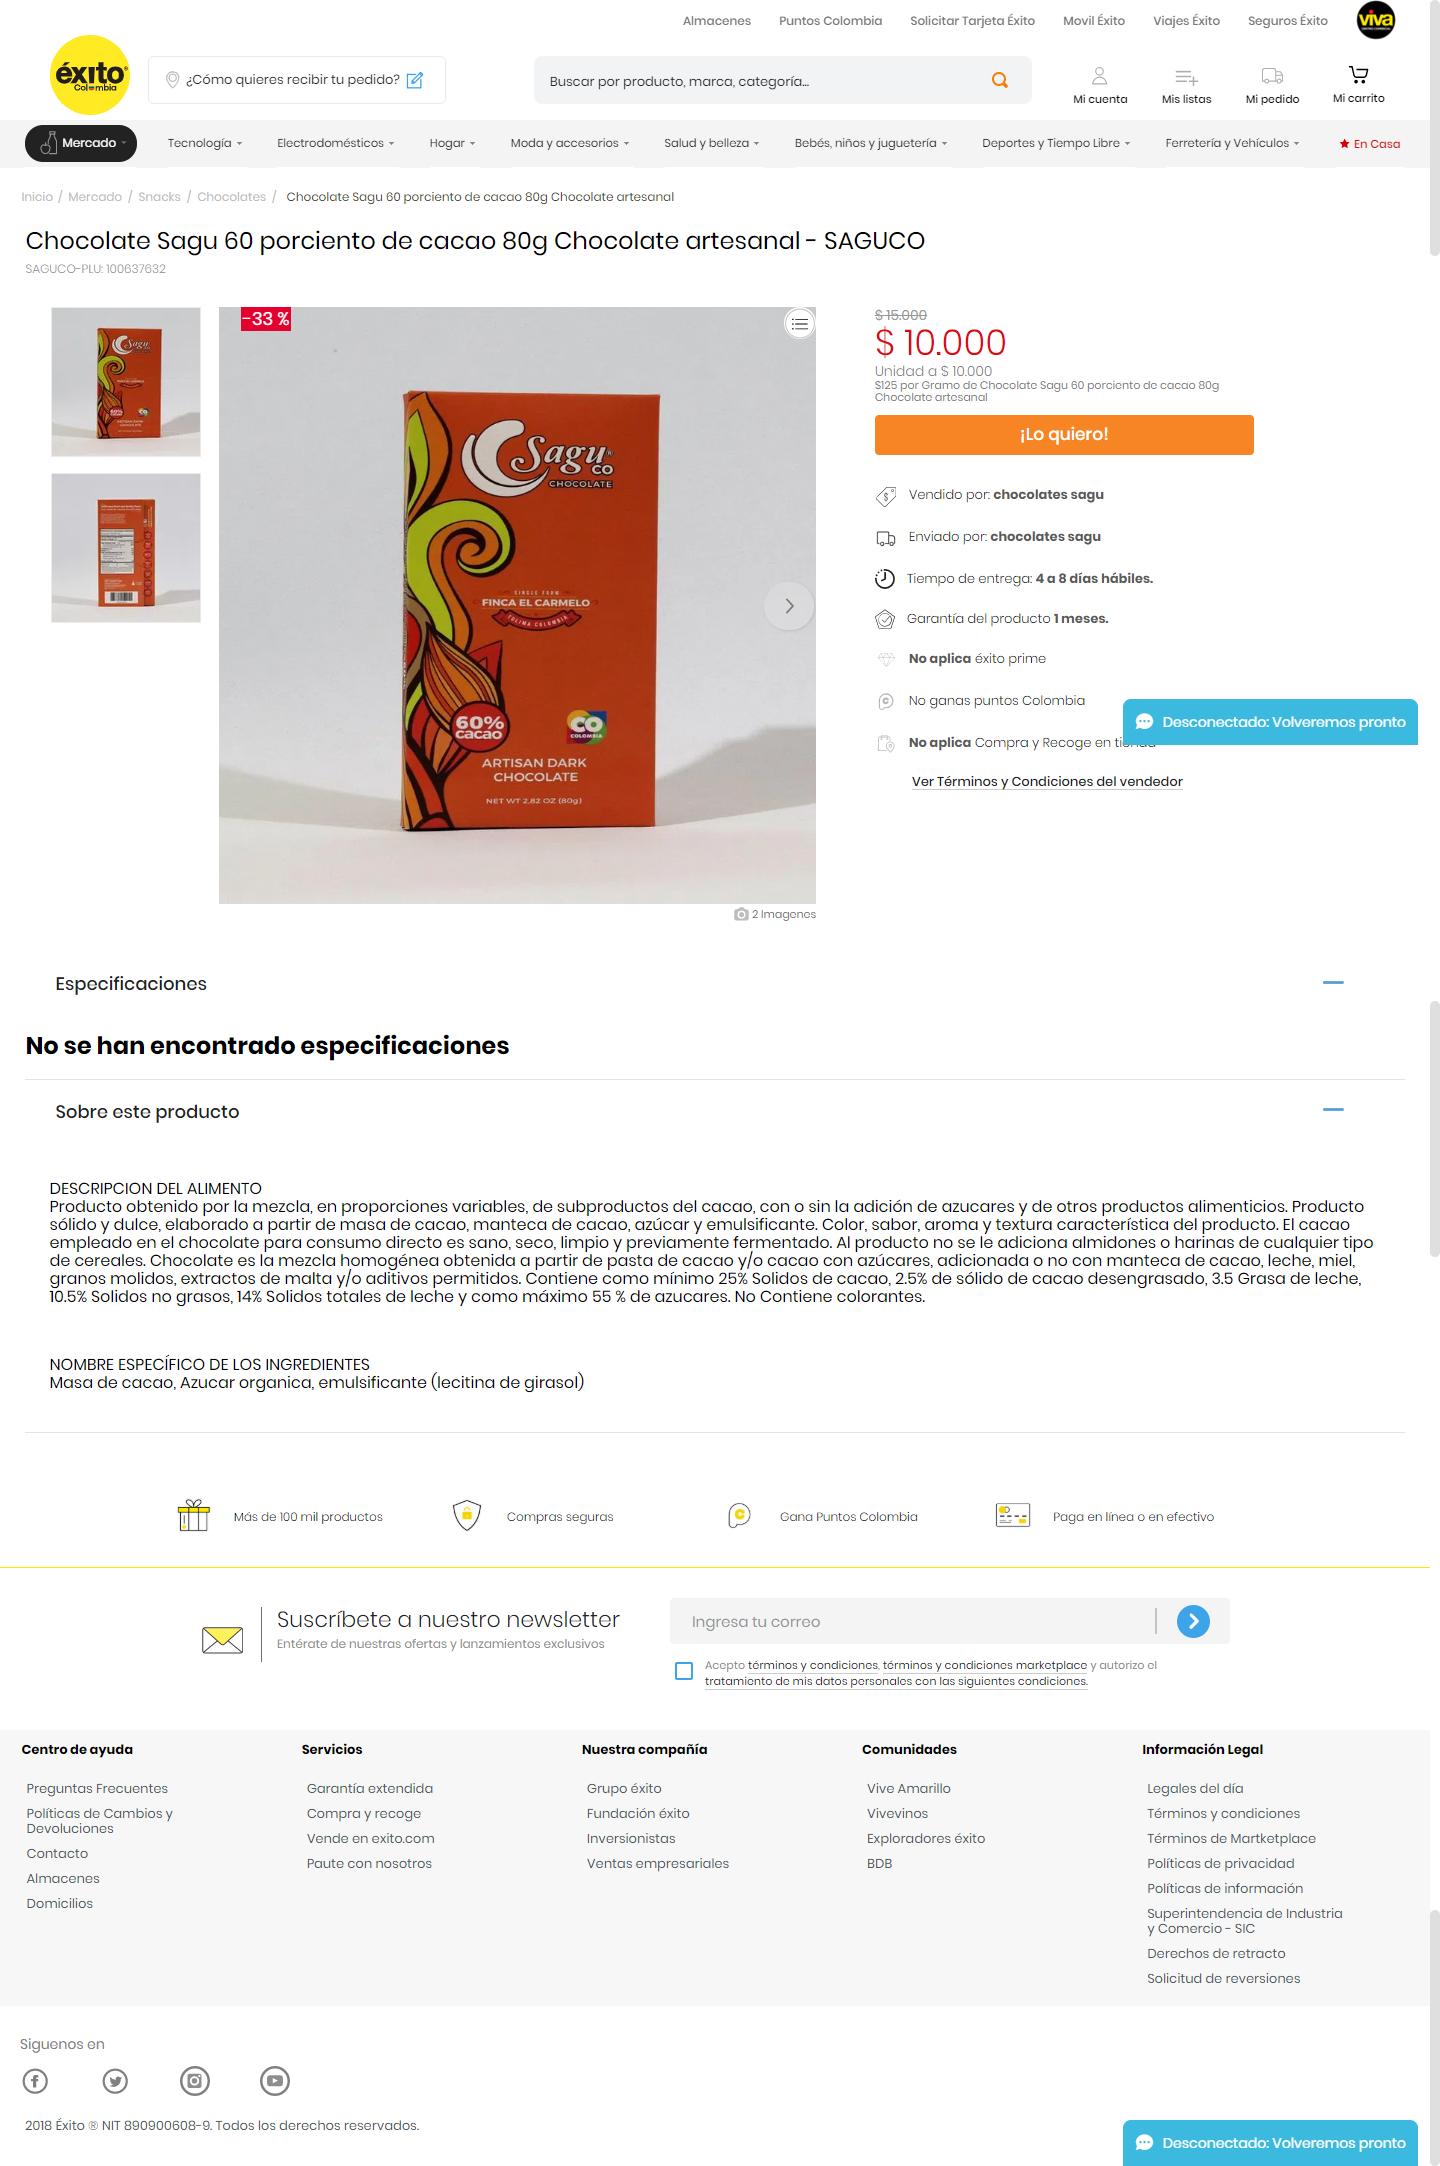 Almacenes Puntos Colombia Solicitar Tarjeta Éxito Movil Éxito Viajes Éxito Seguros Éxito viva
éxito
Colombia
¿Cómo quieres recibir tu pedido?
Buscar por producto, marca, categoría...
Mi cuenta Mis listas Mi pedido Mi carrito
Mercado Tecnología Electrodomésticos Hogar Moda y accesorios Salud y belleza Bebés, niños y juguetería Deportes y Tiempo Libre Ferretería y Vehículos En Casa
Inicio / Mercado / Snacks / Chocolates / Chocolate Sagu 60 porciento de cacao 80g Chocolate artesanal
Chocolate Sagu 60 porciento de cacao 80g Chocolate artesanal - SAGUCO
SAGUCO-PLU: 100637632
-33 %
Sagu®
CO
CHOCOLATE
SINGLE FROM
FINCA EL CARMELO
TOLIMA COLOMBIA
60%
cacao
CO
COLOMBIA
ARTISAN DARK
CHOCOLATE
NET WT 2,82 OZ (80g)
2 Imagenes
$ 15.000
$ 10.000
Unidad a $ 10.000
$125 por Gramo de Chocolate Sagu 60 porciento de cacao 80g
Chocolate artesanal
¡Lo quiero!
Vendido por: chocolates sagu
Enviado por: chocolates sagu
Tiempo de entrega: 4 a 8 días hábiles.
Garantía del producto 1 meses.
No aplica éxito prime
No ganas puntos Colombia
Desconectado: Volveremos pronto
No aplica Compra y Recoge en tienda
Ver Términos y Condiciones del vendedor
Especificaciones
No se han encontrado especificaciones
Sobre este producto
DESCRIPCION DEL ALIMENTO
Producto obtenido por la mezcla, en proporciones variables, de subproductos del cacao, con o sin la adición de azucares y de otros productos alimenticios. Producto
sólido y dulce, elaborado a partir de masa de cacao, manteca de cacao, azúcar y emulsificante. Color, sabor, aroma y textura característica del producto. El cacao
empleado en el chocolate para consumo directo es sano, seco, limpio y previamente fermentado. Al producto no se le adiciona almidones o harinas de cualquier tipo
de cereales. Chocolate es la mezcla homogénea obtenida a partir de pasta de cacao y/o cacao con azúcares, adicionada o no con manteca de cacao, leche, miel,
granos molidos, extractos de malta y/o aditivos permitidos. Contiene como mínimo 25% Solidos de cacao, 2.5% de sólido de cacao desengrasado, 3.5 Grasa de leche,
10.5% Solidos no grasos, 14% Solidos totales de leche y como máximo 55 % de azucares. No Contiene colorantes.
NOMBRE ESPECÍFICO DE LOS INGREDIENTES
Masa de cacao, Azucar organica, emulsificante (lecitina de girasol)
Más de 100 mil productos Compras seguras Gana Puntos Colombia Paga en línea o en efectivo
Suscríbete a nuestro newsletter
Entérate de nuestras ofertas y lanzamientos exclusivos
Ingresa tu correo
Acepto términos y condiciones, términos y condiciones marketplace y autorizo el
tratamiento de mis datos personales con las siguientes condiciones.
Centro de ayuda
Preguntas Frecuentes
Políticas de Cambios y
Devoluciones
Contacto
Almacenes
Domicilios
Servicios
Garantía extendida
Compra y recoge
Vende en exito.com
Paute con nosotros
Nuestra compañía
Grupo éxito
Fundación éxito
Inversionistas
Ventas empresariales
Comunidades
Vive Amarillo
Vivevinos
Exploradores éxito
BDB
Información Legal
Legales del día
Términos y condiciones
Términos de Martketplace
Políticas de privacidad
Políticas de información
Superintendencia de Industria
y Comercio - SIC
Derechos de retracto
Solicitud de reversiones
Siguenos en
2018 Éxito ® NIT 890900608-9. Todos los derechos reservados.
Desconectado: Volveremos pronto